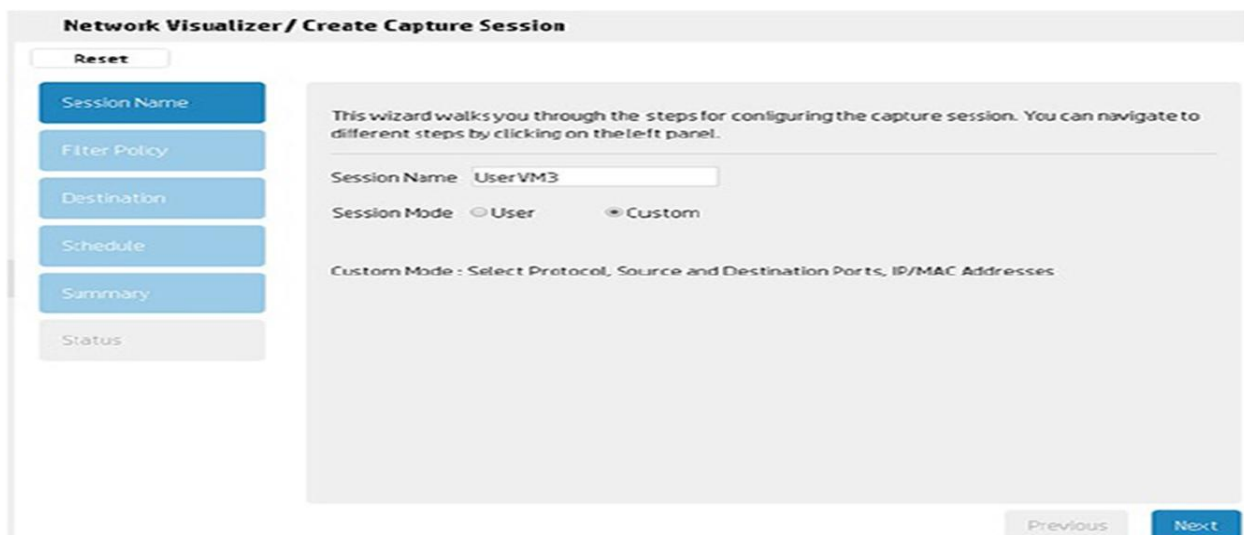 Network Visualizer / Create Capture Session
Reset
Session Name
Filter Policy
Destination
Schedule
Summary
Status
This wizard walks you through the steps for configuring the capture session. You can navigate to
different steps by clicking on the left panel.
Session Name UserVM3
Session Mode User Custom
Custom Mode : Select Protocol, Source and Destination Ports, IP/MAC Addresses
Previous Next